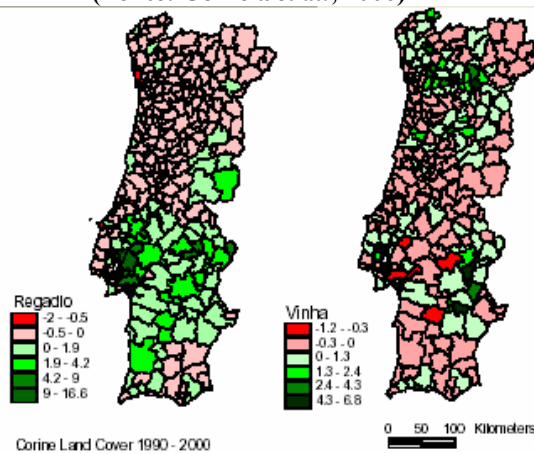 Regadio
-2 - -0.5
-0.5 - 0
0 - 1.9
1.9 - 4.2
4.2 - 9
9 - 16.6
Vinha
-1.2 - -0.3
-0.3 - 0
0 - 1.3
1.3 - 2.4
2.4 - 4.3
4.3 - 6.8
0 50 100 Kilometers
Corine Land Cover 1990 - 2000